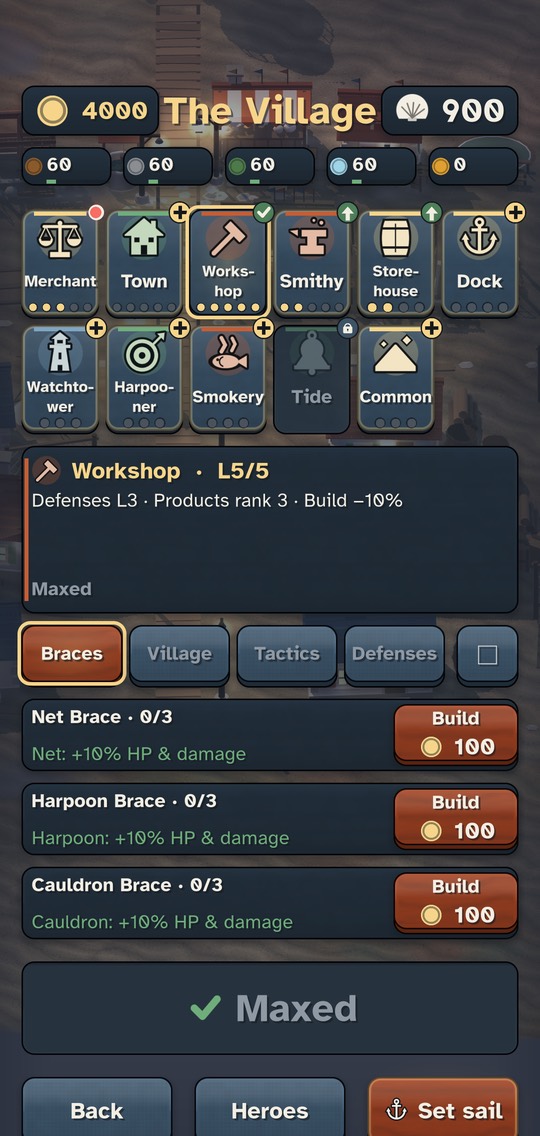 4000 The Village 900
60 60 60 60 0
Merchant Town Works-hop Smithy Store-house Dock
Watchto-wer Harpoo-ner Smokery Tide Common
Workshop · L5/5
Defenses L3 · Products rank 3 · Build −10%
Maxed
Braces Village Tactics Defenses
Net Brace · 0/3
Net: +10% HP & damage
Build
100
Harpoon Brace · 0/3
Harpoon: +10% HP & damage
Build
100
Cauldron Brace · 0/3
Cauldron: +10% HP & damage
Build
100
Maxed
Back Heroes Set sail